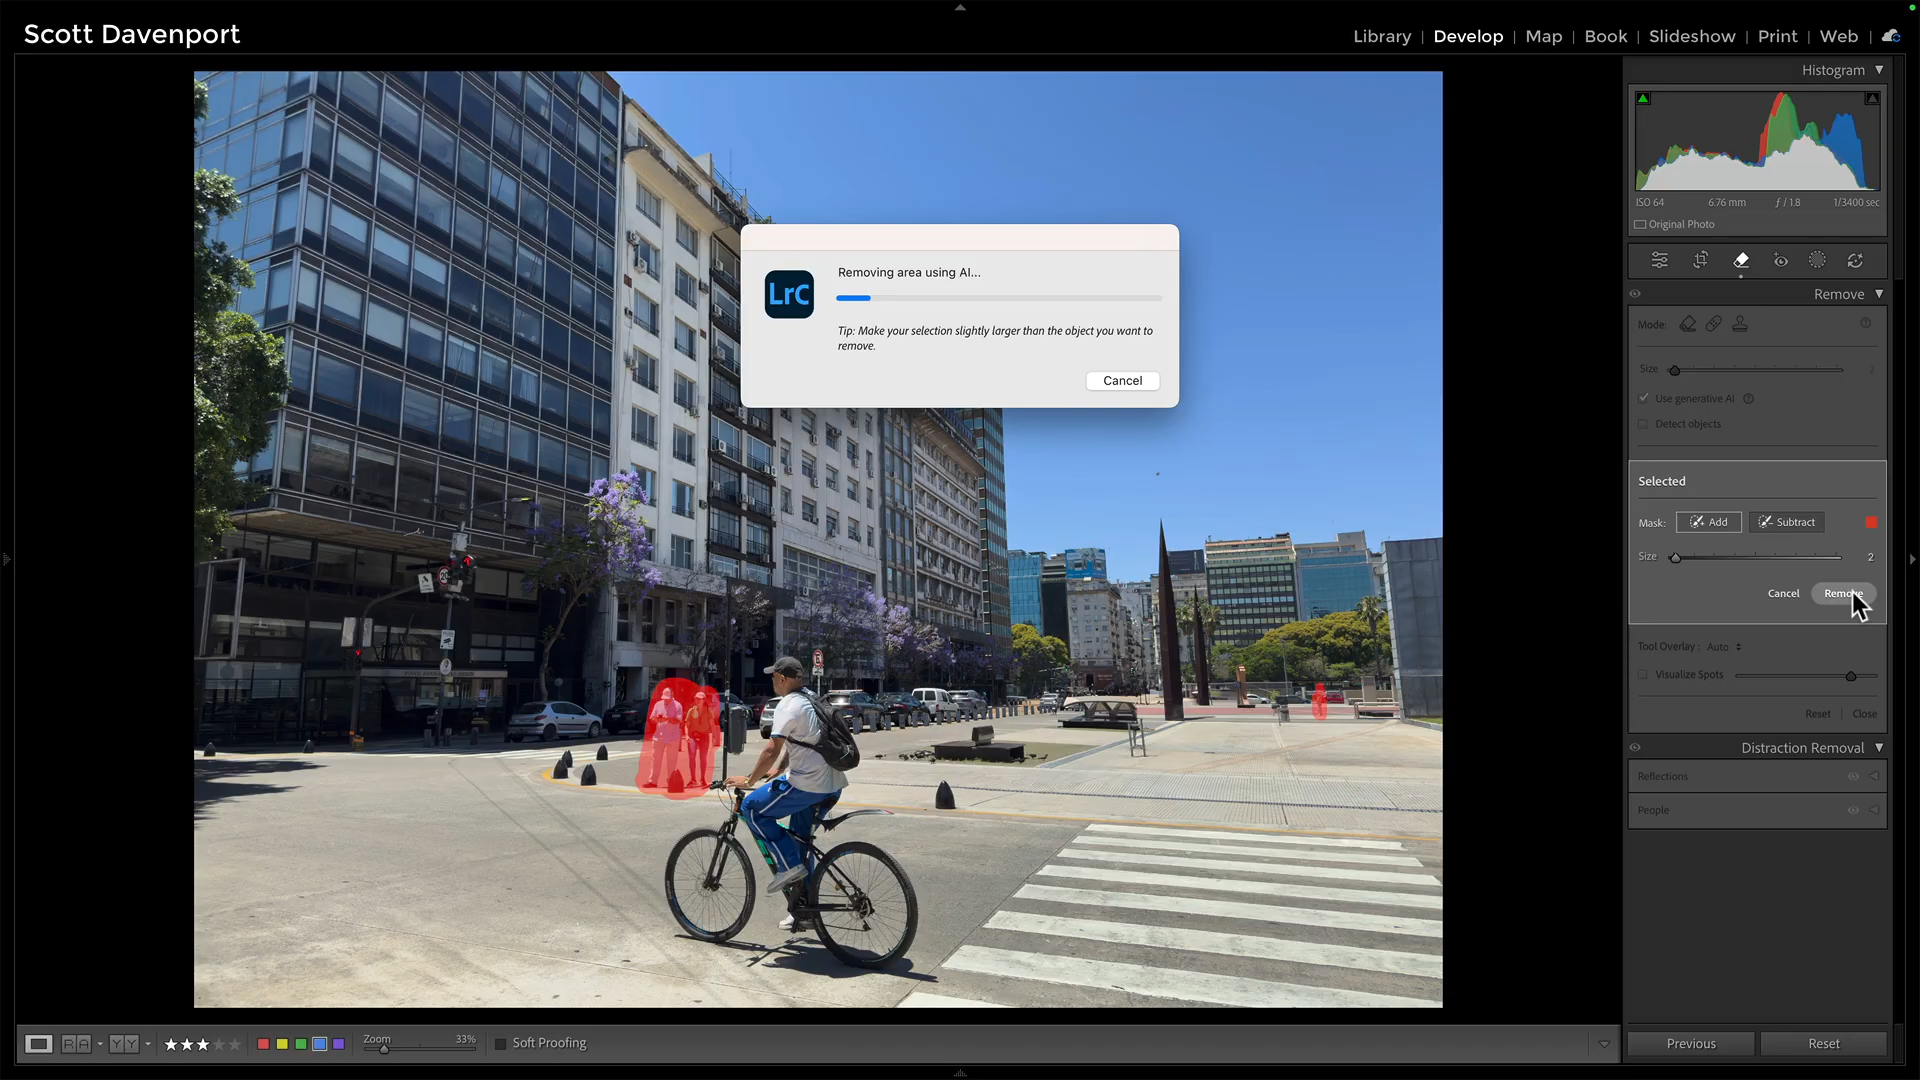 Scott Davenport
Library | Develop | Map | Book | Slideshow | Print | Web |
Histogram
ISO 64 6.76 mm ƒ / 1.8 1/3400 sec
Original Photo
Remove
Mode:
Size 2
Use generative AI
Detect objects
Selected
Mask: Add Subtract
Size 2
Cancel Remove
Tool Overlay : Auto
Visualize Spots
Reset | Close
Distraction Removal
Reflections
People
Removing area using AI...
LrC
Tip: Make your selection slightly larger than the object you want to
remove.
Cancel
R A Y Y Zoom 33% Soft Proofing
Previous Reset